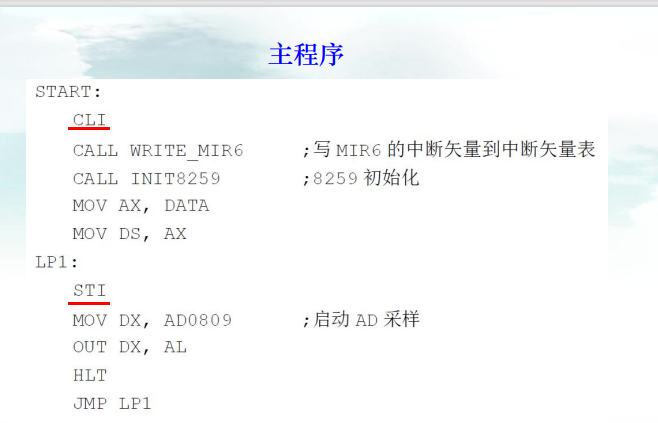 主程序
START:
CLI
CALL WRITE_MIR6 ;写 MIR6 的中断矢量到中断矢量表
CALL INIT8259 ;8259 初始化
MOV AX, DATA
MOV DS, AX
LP1:
STI
MOV DX, AD0809 ;启动 AD 采样
OUT DX, AL
HLT
JMP LP1